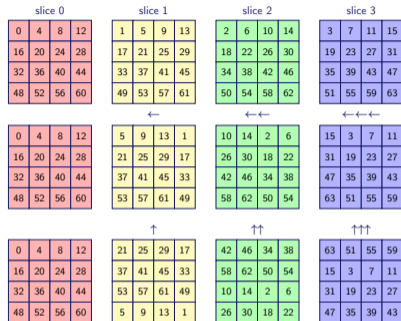 slice 0 slice 1 slice 2 slice 3
0 4 8 12 1 5 9 13 2 6 10 14 3 7 11 15
16 20 24 28 17 21 25 29 18 22 26 30 19 23 27 31
32 36 40 44 33 37 41 45 34 38 42 46 35 39 43 47
48 52 56 60 49 53 57 61 50 54 58 62 51 55 59 63
← ←← ←←←
0 4 8 12 5 9 13 1 10 14 2 6 15 3 7 11
16 20 24 28 21 25 29 17 26 30 18 22 31 19 23 27
32 36 40 44 37 41 45 33 42 46 34 38 47 35 39 43
48 52 56 60 53 57 61 49 58 62 50 54 63 51 55 59
↑ ↑↑ ↑↑↑
0 4 8 12 21 25 29 17 42 46 34 38 63 51 55 59
16 20 24 28 37 41 45 33 58 62 50 54 15 3 7 11
32 36 40 44 53 57 61 49 10 14 2 6 31 19 23 27
48 52 56 60 5 9 13 1 26 30 18 22 47 35 39 43